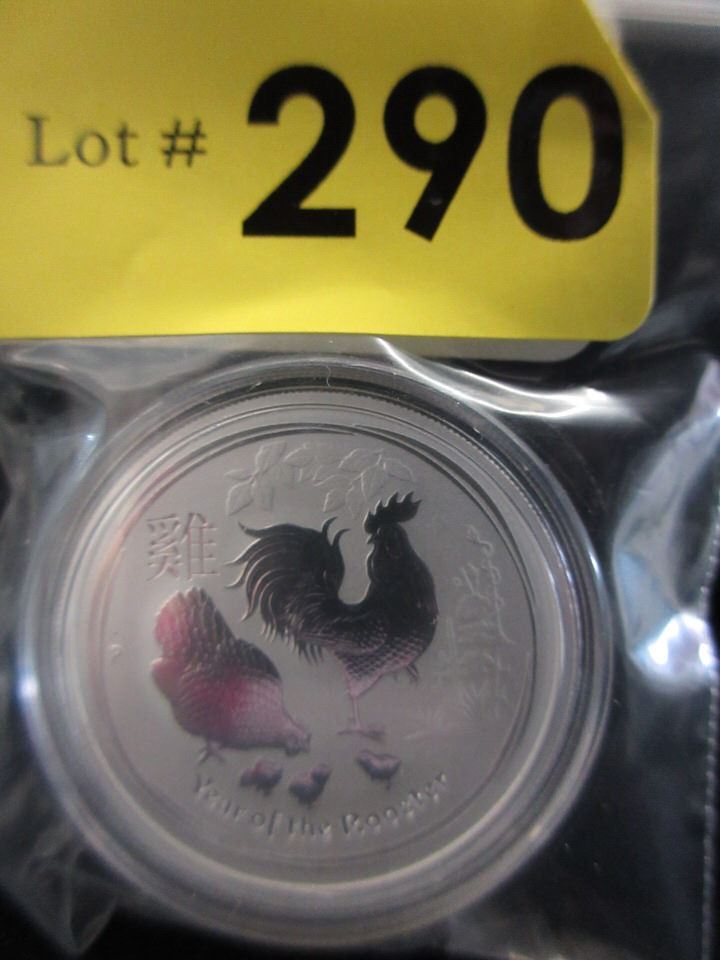 Lot # 290
雞
Year of the Rooster